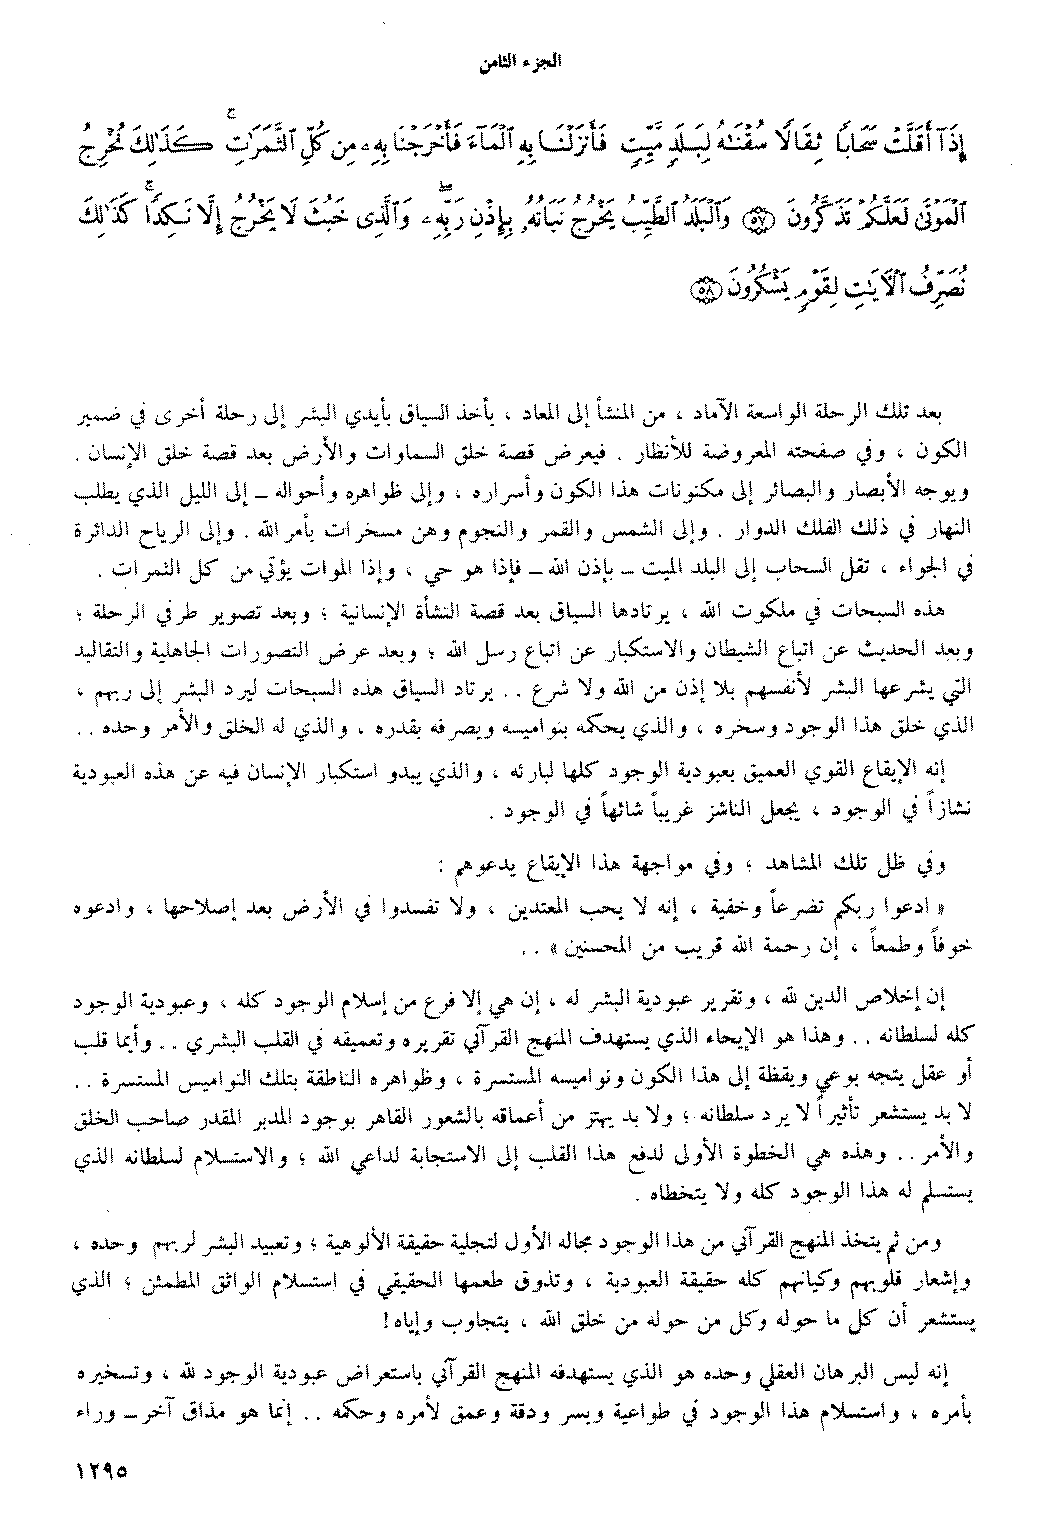 الجزء الثامن
إِذَآ أَقَلَّتْ سَحَابًا ثِقَالًا سُقْنَٰهُ لِبَلَدٍ مَّيِّتٍ فَأَنزَلْنَا بِهِ ٱلْمَآءَ فَأَخْرَجْنَا بِهِۦ مِن كُلِّ ٱلثَّمَرَٰتِ ۚ كَذَٰلِكَ نُخْرِجُ
ٱلْمَوْتَىٰ لَعَلَّكُمْ تَذَكَّرُونَ ﴿٥٧﴾ وَٱلْبَلَدُ ٱلطَّيِّبُ يَخْرُجُ نَبَاتُهُۥ بِإِذْنِ رَبِّهِۦ ۖ وَٱلَّذِى خَبُثَ لَا يَخْرُجُ إِلَّا نَكِدًا ۚ كَذَٰلِكَ
نُصَرِّفُ ٱلْـَٔايَٰتِ لِقَوْمٍ يَشْكُرُونَ ﴿٥٨﴾
بعد تلك الرحلة الواسعة الآماد ، من المنشأ إلى المعاد ، يأخذ السياق بأيدي البشر إلى رحلة أخرى في ضمير
الكون ، وفي صفحته المعروضة للأنظار . فيعرض قصة خلق السماوات والأرض بعد قصة خلق الإنسان .
ويوجه الأبصار والبصائر إلى مكنونات هذا الكون وأسراره ، وإلى ظواهره وأحواله ــ إلى الليل الذي يطلب
النهار في ذلك الفلك الدوار . وإلى الشمس والقمر والنجوم وهن مسخرات بأمر الله . وإلى الرياح الدائرة
في الجواء ، تقل السحاب إلى البلد الميت ــ بإذن الله ــ فإذا هو حي ، وإذا الموات يؤتي من كل الثمرات .
هذه السبحات في ملكوت الله ، يرتادها السياق بعد قصة النشأة الإنسانية ؛ وبعد تصوير طرفي الرحلة ؛
وبعد الحديث عن اتباع الشيطان والاستكبار عن اتباع رسل الله ؛ وبعد عرض التصورات الجاهلية والتقاليد
التي يشرعها البشر لأنفسهم بلا إذن من الله ولا شرع .. يرتاد السياق هذه السبحات ليرد البشر إلى ربهم ،
الذي خلق هذا الوجود وسخره ، والذي يحكمه بنواميسه ويصرفه بقدره ، والذي له الخلق والأمر وحده ..
إنه الإيقاع القوي العميق بعبودية الوجود كلها لبارئه ، والذي يبدو استكبار الإنسان فيه عن هذه العبودية
نشازاً في الوجود ، يجعل الناشز غريباً شائهاً في الوجود .
وفي ظل تلك المشاهد ؛ وفي مواجهة هذا الإيقاع يدعوهم :
« ادعوا ربكم تضرعاً وخفية ، إنه لا يحب المعتدين ، ولا تفسدوا في الأرض بعد إصلاحها ، وادعوه
خوفاً وطمعاً ، إن رحمة الله قريب من المحسنين » ..
إن إخلاص الدين لله ، وتقرير عبودية البشر له ، إن هي إلا فرع من إسلام الوجود كله ، وعبودية الوجود
كله لسلطانه .. وهذا هو الإيحاء الذي يستهدف المنهج القرآني تقريره وتعميقه في القلب البشري .. وأيما قلب
أو عقل يتجه بوعي ويقظة إلى هذا الكون ونواميسه المستسرة ، وظواهره الناطقة بتلك النواميس المستسرة ..
لا بد يستشعر تأثيراً لا يرد سلطانه ؛ ولا بد يهتز من أعماقه بالشعور القاهر بوجود المدبر المقدر صاحب الخلق
والأمر .. وهذه هي الخطوة الأولى لدفع هذا القلب إلى الاستجابة لداعي الله ؛ والاستسلام لسلطانه الذي
يستسلم له هذا الوجود كله ولا يتخطاه .
ومن ثم يتخذ المنهج القرآني من هذا الوجود مجاله الأول لتجلية حقيقة الألوهية ؛ وتعبيد البشر لربهم وحده ،
وإشعار قلوبهم وكيانهم كله حقيقة العبودية ، وتذوق طعمها الحقيقي في استسلام الواثق المطمئن ؛ الذي
يستشعر أن كل ما حوله وكل من حوله من خلق الله ، يتجاوب وإياه !
إنه ليس البرهان العقلي وحده هو الذي يستهدفه المنهج القرآني باستعراض عبودية الوجود لله ، وتسخيره
بأمره ، واستسلام هذا الوجود في طواعية ويسر ودقة وعمق لأمره وحكمه .. إنما هو مذاق آخر ــ وراء
١٢٩٥